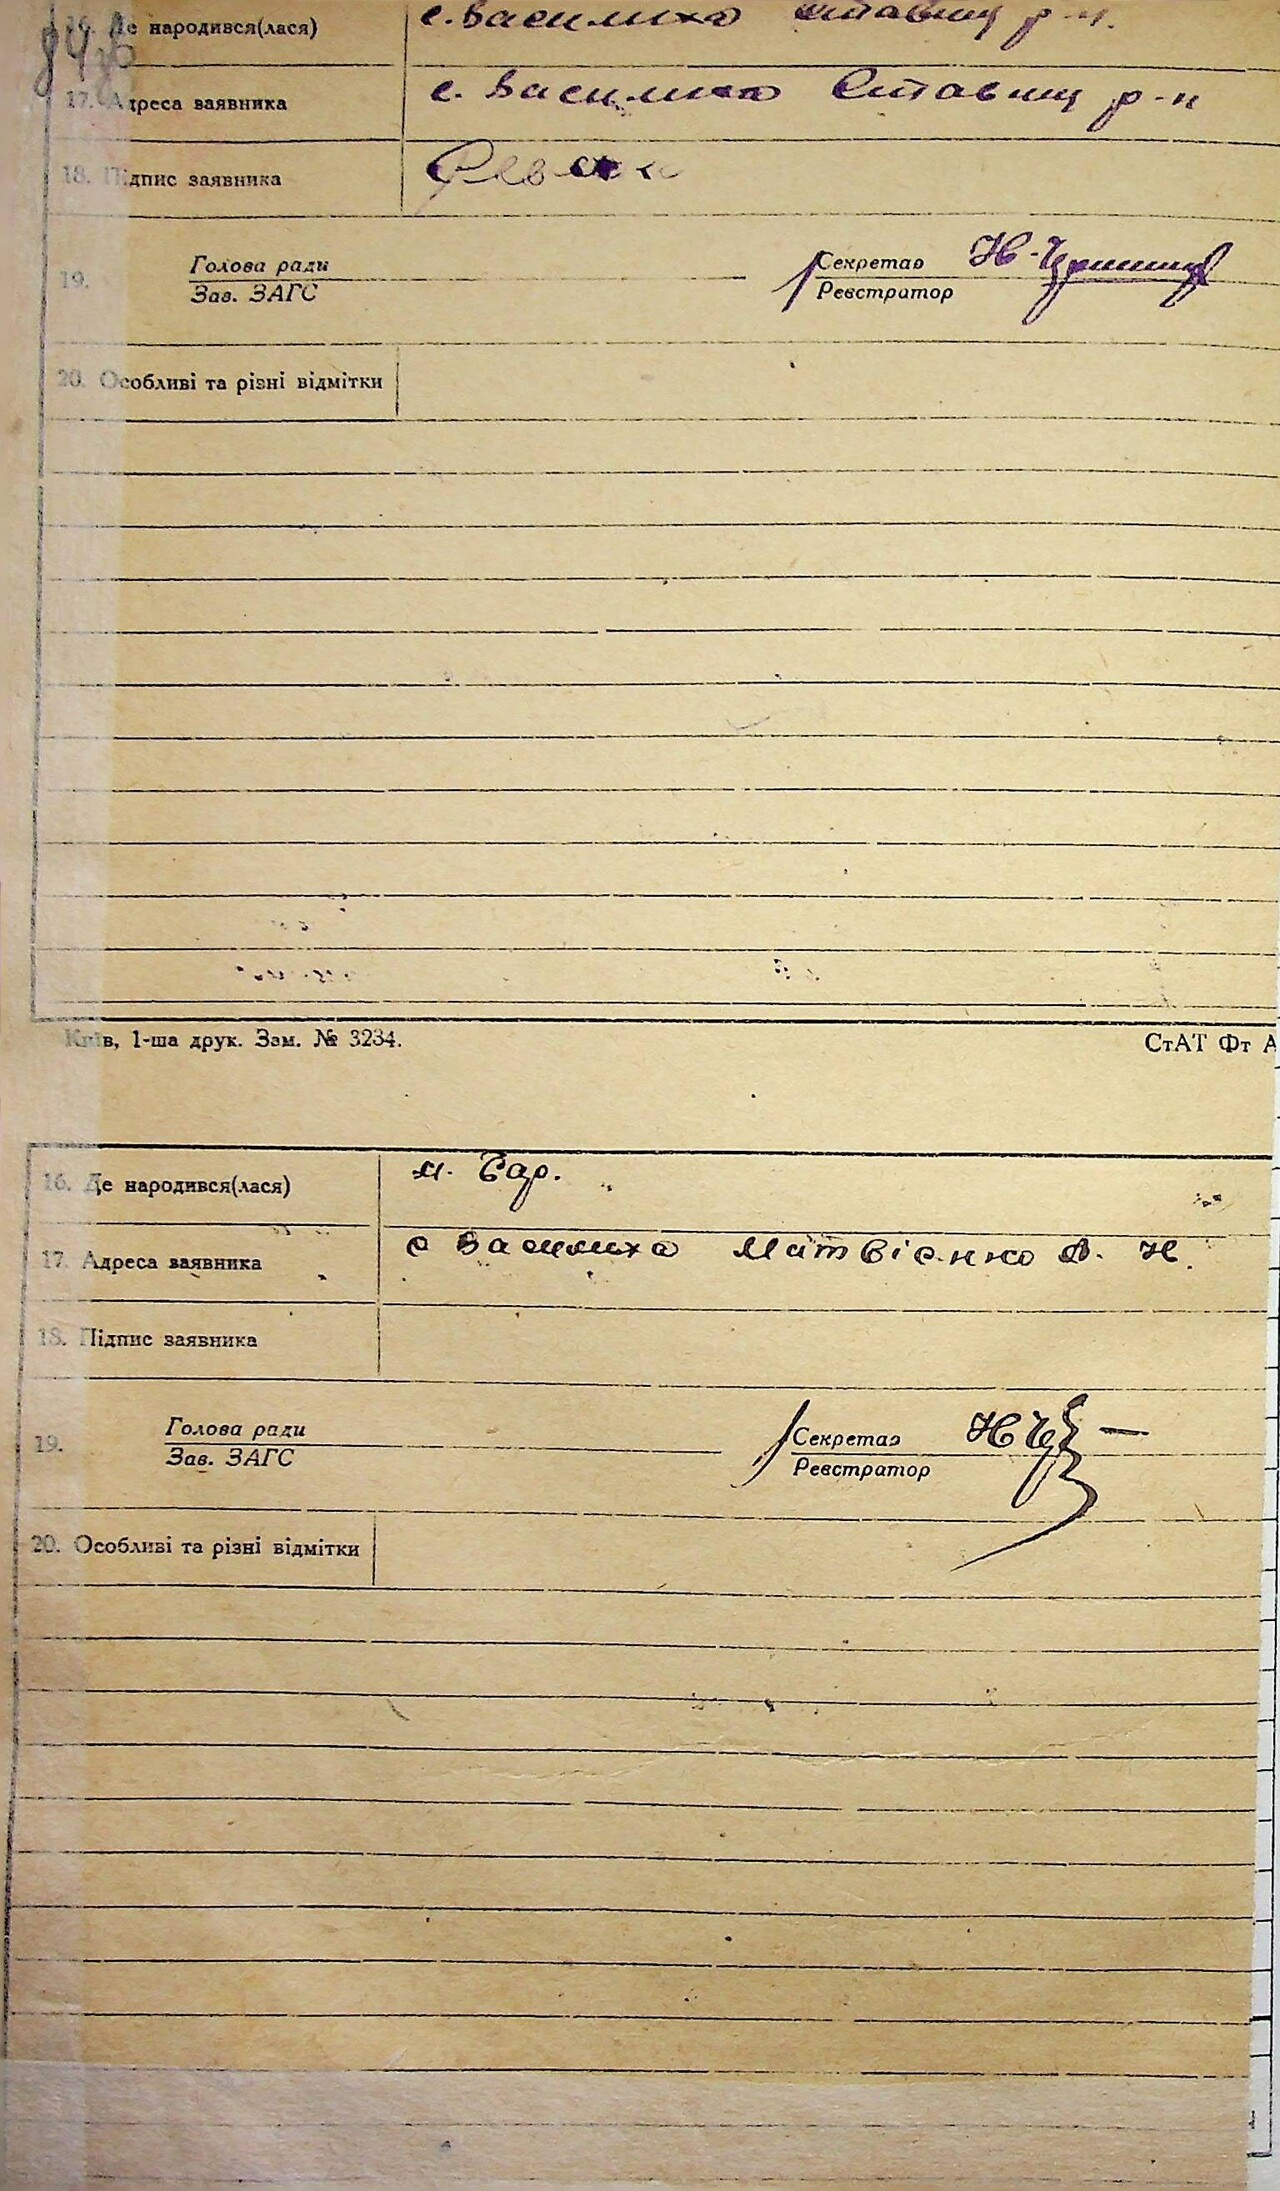 16. Де народився(лася) с. Василиха Ставищ р-н.
17. Адреса заявника с. Василиха Ставищ р-н
18. Підпис заявника
19. Голова ради Секретар
Зав. ЗАГС Реєстратор
20. Особливі та різні відмітки
Київ, 1-ша друк. Зам. № 3234. СтАТ Фт А
16. Де народився(лася) м. Бар.
17. Адреса заявника с Василиха Матвієнко Ф. Н.
18. Підпис заявника
19. Голова ради Секретар
Зав. ЗАГС Реєстратор
20. Особливі та різні відмітки